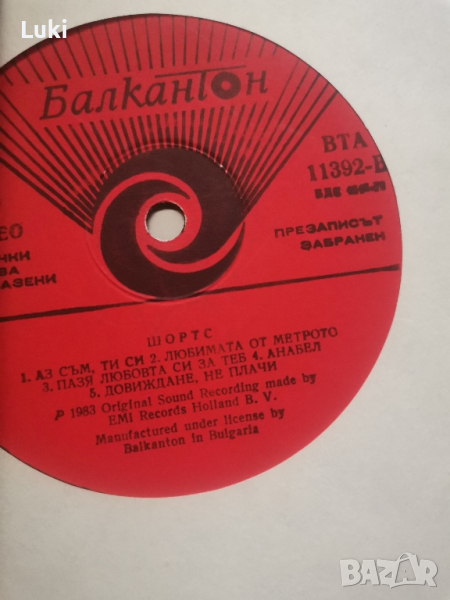 Luki
Балкантон
ВТА
11392-
ПРЕЗАПИСЪТ
ЗАБРАНЕН
ШОРТС
1. АЗ СЪМ, ТИ СИ 2. ЛЮБИМАТА ОТ МЕТРОТО
3. ПАЗЯ ЛЮБОВТА СИ ЗА ТЕБ 4. АНАБЕЛ
5. ДОВИЖДАНЕ, НЕ ПЛАЧИ
P 1983 Original Sound Recording made by
EMI Records Holland B. V.
Manufactured under license by
Balkanton in Bulgaria
BAZAR